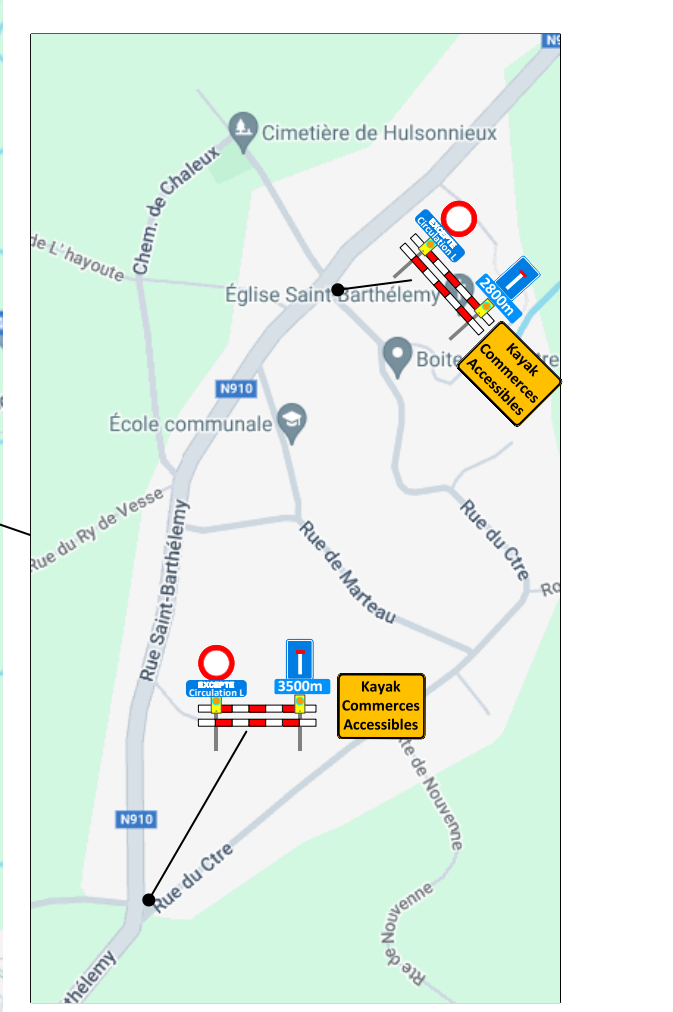 N9
Cimetière de Hulsonnieux
Chem. de Chaleux
de L' hayoute
EXCEPTE
Circulation L
2800m
Église Saint-Barthélemy
Kayak
Commerces
Accessibles
Boite
tre
N910
École communale
Rue du Ry de Vesse
Rue du Ctre
Rue Saint-Barthélemy
Rue de Marteau
Ro
EXCEPTE
Circulation L
3500m
Kayak
Commerces
Accessibles
te de Nouvenne
N910
Rue du Ctre
Rte de Nouvenne
thélemy